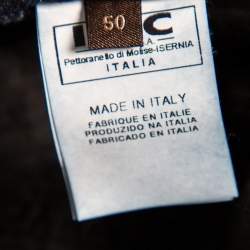 50
C
A.
Pettoranello di Molise-ISERNIA
ITALIA
MADE IN ITALY
FABRIQUE EN ITALIE
PRODUZIDO NA ITALIA
FABRICADO EN ITALIA